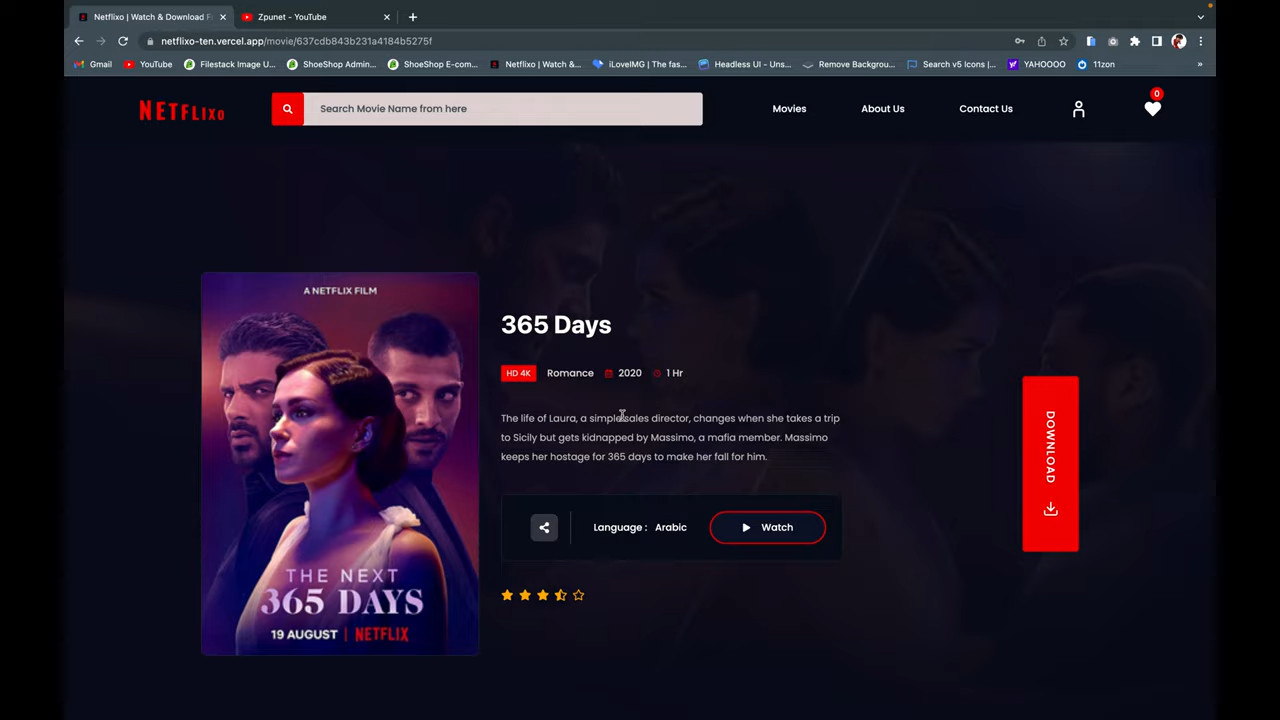 Netflixo | Watch & Download F
Zpunet - YouTube
netflixo-ten.vercel.app/movie/637cdb843b231a4184b5275f
Gmail
YouTube
Filestack Image U...
ShoeShop Admin...
ShoeShop E-com...
Netflixo | Watch &...
iLoveIMG | The fas...
Headless UI - Uns...
Remove Backgrou...
Search v5 Icons |...
YAHOOOO
11zon
»
NETFLIXO
Search Movie Name from here
Movies
About Us
Contact Us
0
A NETFLIX FILM
THE NEXT
365 DAYS
19 AUGUST | NETFLIX
365 Days
HD 4K Romance 2020 1 Hr
The life of Laura, a simple sales director, changes when she takes a trip
to Sicily but gets kidnapped by Massimo, a mafia member. Massimo
keeps her hostage for 365 days to make her fall for him.
Language : Arabic
Watch
DOWNLOAD